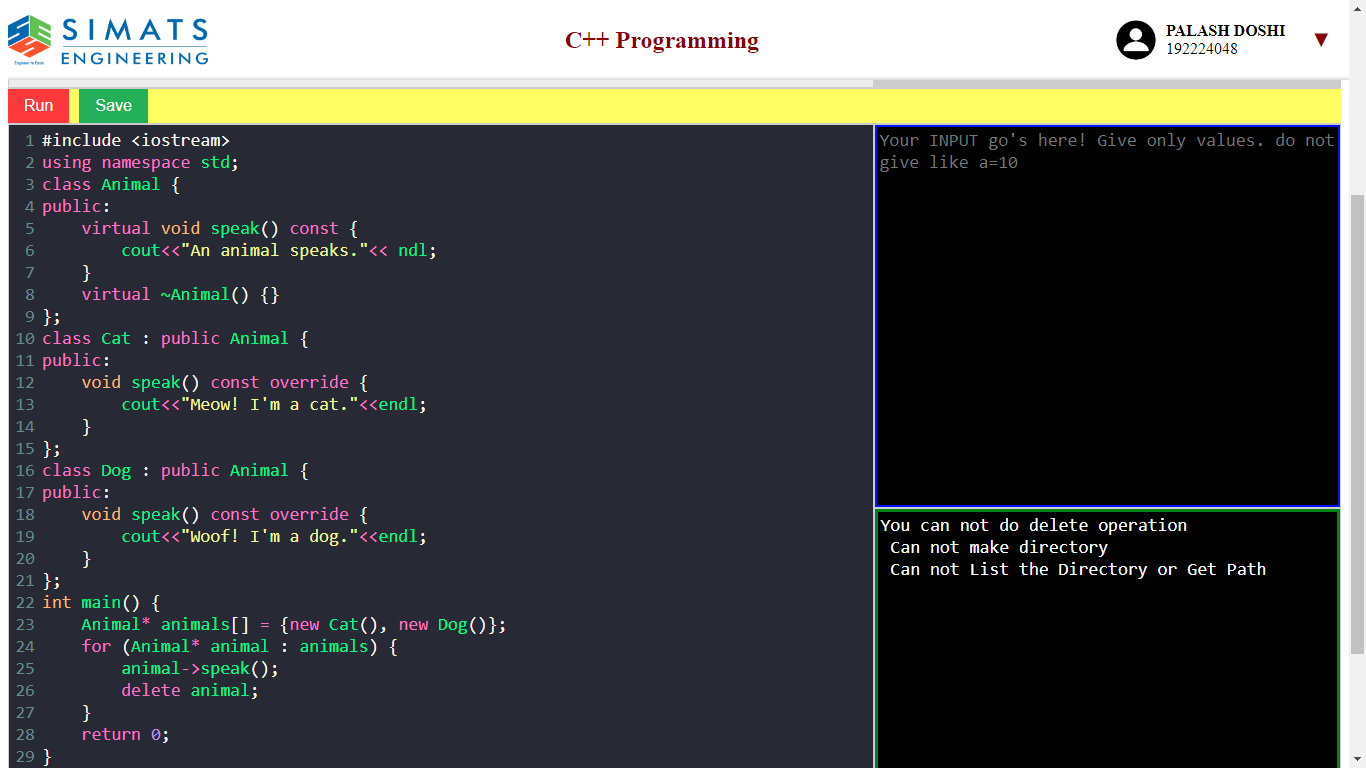 SIMATS
ENGINEERING
Engineer to Excel
C++ Programming
PALASH DOSHI
192224048
▼
Run
Save
1 #include <iostream>
2 using namespace std;
3 class Animal {
4 public:
5     virtual void speak() const {
6         cout<<"An animal speaks."<< ndl;
7     }
8     virtual ~Animal() {}
9 };
10 class Cat : public Animal {
11 public:
12     void speak() const override {
13         cout<<"Meow! I'm a cat."<<endl;
14     }
15 };
16 class Dog : public Animal {
17 public:
18     void speak() const override {
19         cout<<"Woof! I'm a dog."<<endl;
20     }
21 };
22 int main() {
23     Animal* animals[] = {new Cat(), new Dog()};
24     for (Animal* animal : animals) {
25         animal->speak();
26         delete animal;
27     }
28     return 0;
29 }
Your INPUT go's here! Give only values. do not
give like a=10
You can not do delete operation
Can not make directory
Can not List the Directory or Get Path